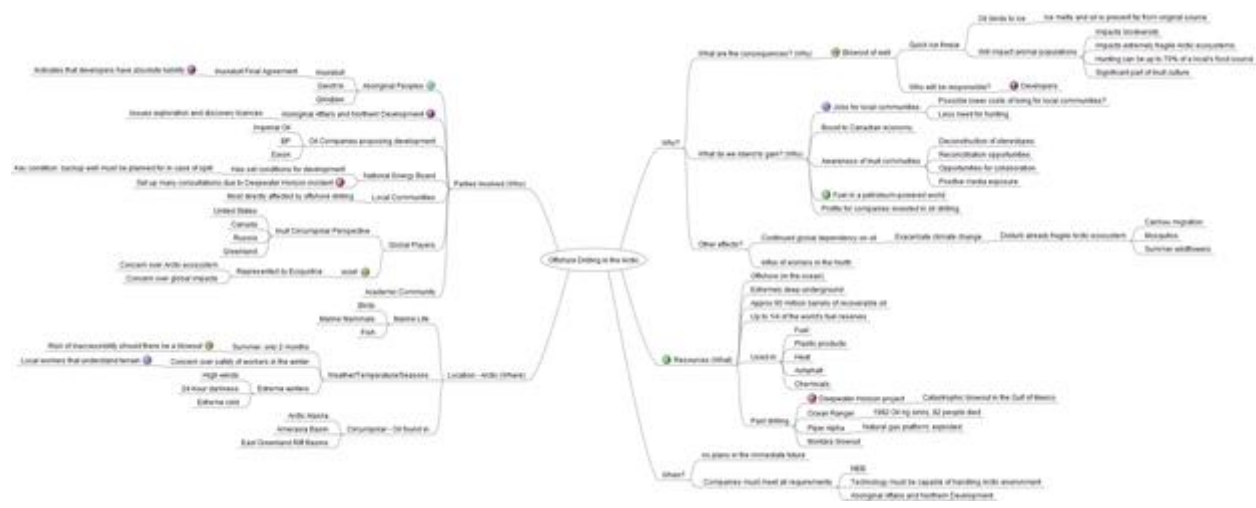 Offshore Drilling in the Arctic
Parties Involved (Who)
Aboriginal Peoples
Inuvialuit
Inuvialuit Final Agreement
Indicates that developers have absolute liability
Gwich'in
Aboriginal Affairs and Northern Development
Issues exploration and discovery licences
Oil Companies proposing development
Imperial Oil
BP
Exxon
National Energy Board
Has set conditions for development
Key condition: backup well must be planned for in case of spill
Set up many consultations due to Deepwater Horizon incident
Local Communities
Most directly affected by offshore drilling
Global Players
Inuit Circumpolar Perspective
United States
Canada
Russia
Greenland
Represented by Ecojustice
Concern over Arctic ecosystem
Concern over global impacts
Academic Community
Location - Arctic (Where)
Marine Life
Birds
Marine Mammals
Fish
Weather/Temperature/Seasons
Summer: only 2 months
Risk of inaccessibility should there be a blowout
Concern over safety of workers in the winter
Local workers that understand terrain
Extreme winters
High winds
24-hour darkness
Extreme cold
Circumpolar - Oil found in
Arctic Alaska
Amerasia Basin
East Greenland Rift Basins
Why?
What are the consequences? (Why)
Blowout of well
Quick ice freeze
Oil binds to ice
Ice melts and oil is present far from original source
Will impact animal populations
Impacts biodiversity
Impacts extremely fragile Arctic ecosystems
Hunting can be up to 70% of a local's food source
Significant part of Inuit culture
Who will be responsible?
Developers
What do we stand to gain? (Why)
Jobs for local communities
Possible lower costs of living for local communities?
Less need for hunting
Boost to Canadian economy
Awareness of Inuit communities
Deconstruction of stereotypes
Reconciliation opportunities
Opportunities for collaboration
Positive media exposure
Fuel in a petroleum-powered world
Profits for companies invested in oil drilling
Other effects?
Continued global dependency on oil
Exacerbate climate change
Disturb already fragile Arctic ecosystem
Caribou migration
Mosquitos
Summer wildflowers
Influx of workers in the North
Resources (What)
Offshore (in the ocean)
Extremely deep underground
Approx 90 million barrels of recoverable oil
Up to 1/4 of the world's fuel reserves
Used in
Fuel
Plastic products
Heat
Asphalt
Chemicals
Past drilling
Deepwater Horizon project
Catastrophic blowout in the Gulf of Mexico
Ocean Ranger
1982 Oil rig sinks, 82 people died
Piper Alpha
Natural gas platform exploded
Montara blowout
When?
no plans in the immediate future
Companies must meet all requirements
NEB
Technology must be capable of handling Arctic environment
Aboriginal Affairs and Northern Development